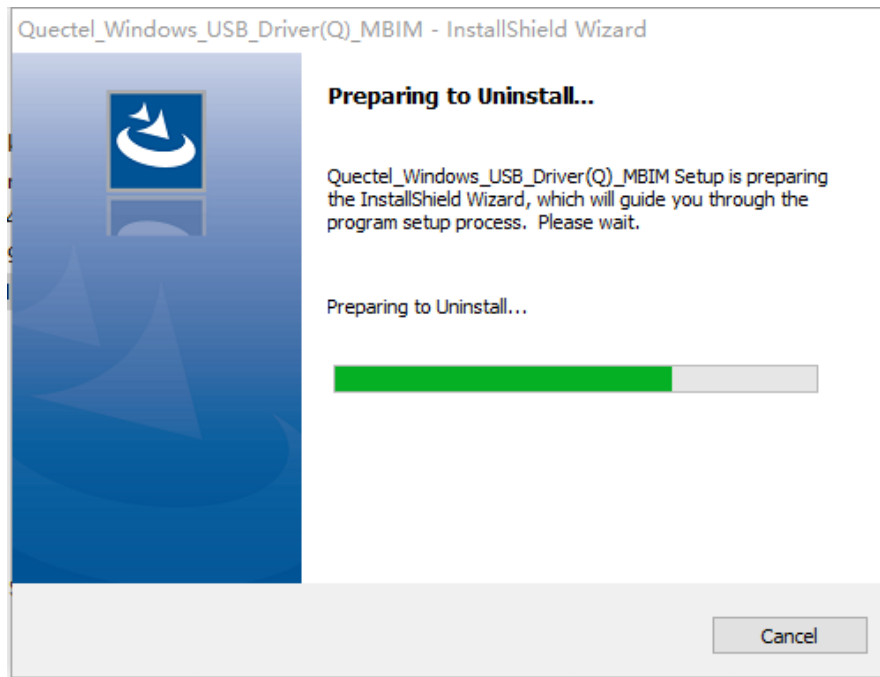 Quectel_Windows_USB_Driver(Q)_MBIM - InstallShield Wizard
Preparing to Uninstall...
Quectel_Windows_USB_Driver(Q)_MBIM Setup is preparing
the InstallShield Wizard, which will guide you through the
program setup process.  Please wait.
Preparing to Uninstall...
Cancel